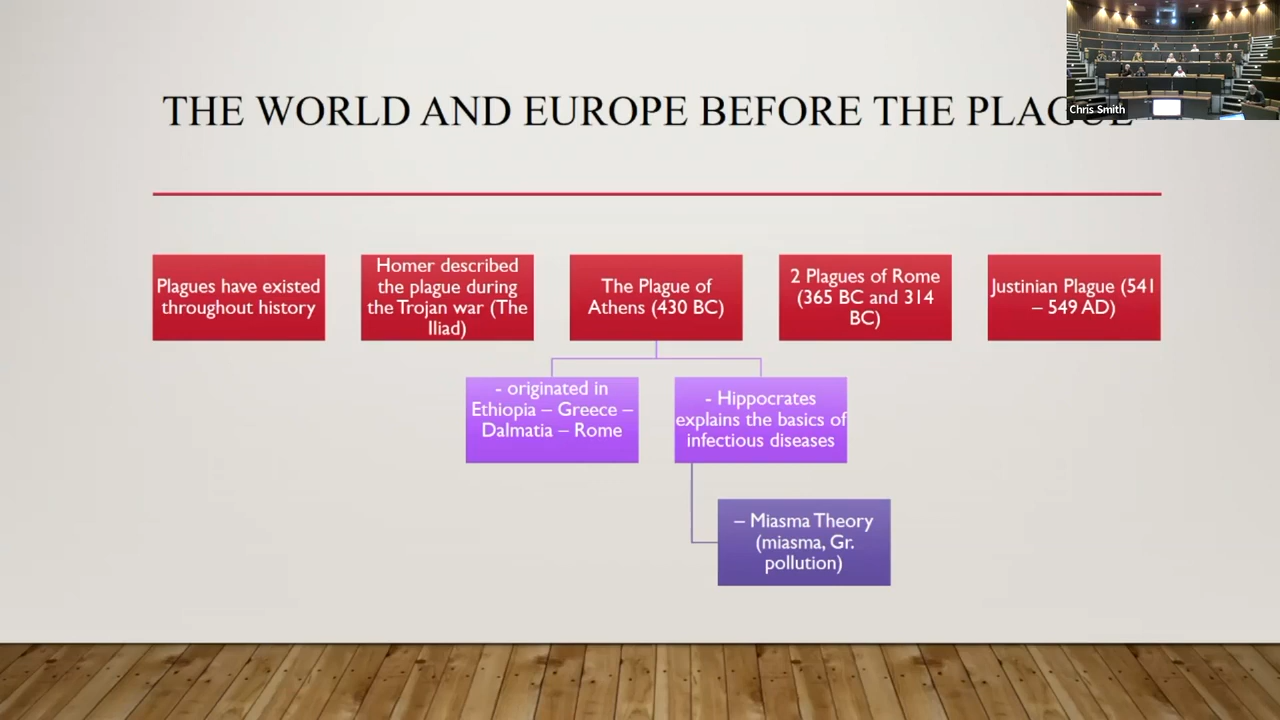 Chris Smith
THE WORLD AND EUROPE BEFORE THE PLAGUE
Plagues have existed
throughout history
Homer described
the plague during
the Trojan war (The
Iliad)
The Plague of
Athens (430 BC)
2 Plagues of Rome
(365 BC and 314
BC)
Justinian Plague (541
– 549 AD)
- originated in
Ethiopia – Greece –
Dalmatia – Rome
- Hippocrates
explains the basics of
infectious diseases
– Miasma Theory
(miasma, Gr.
pollution)